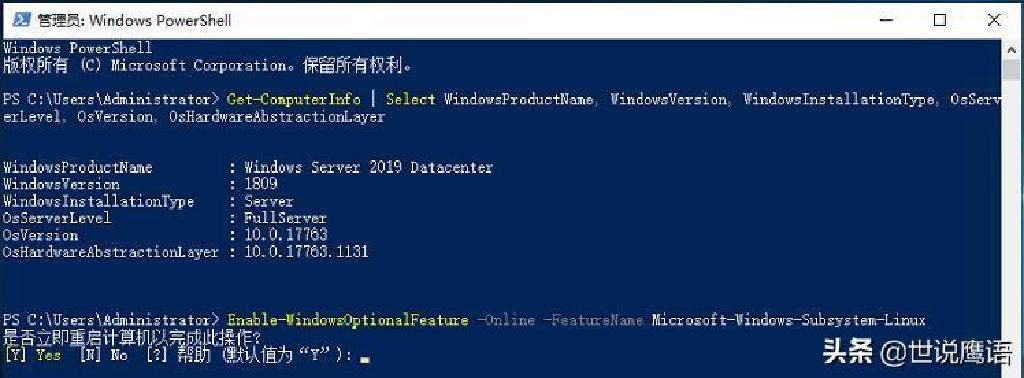 管理员: Windows PowerShell
Windows PowerShell
版权所有 (C) Microsoft Corporation。保留所有权利。
PS C:\Users\Administrator> Get-ComputerInfo | Select WindowsProductName, WindowsVersion, WindowsInstallationType, OsServ
erLevel, OsVersion, OsHardwareAbstractionLayer
WindowsProductName : Windows Server 2019 Datacenter
WindowsVersion : 1809
WindowsInstallationType : Server
OsServerLevel : FullServer
OsVersion : 10.0.17763
OsHardwareAbstractionLayer : 10.0.17763.1131
PS C:\Users\Administrator> Enable-WindowsOptionalFeature -Online -FeatureName Microsoft-Windows-Subsystem-Linux
是否立即重启计算机以完成此操作?
[Y] Yes [N] No [?] 帮助 (默认值为“Y”):
头条 @世说鹰语